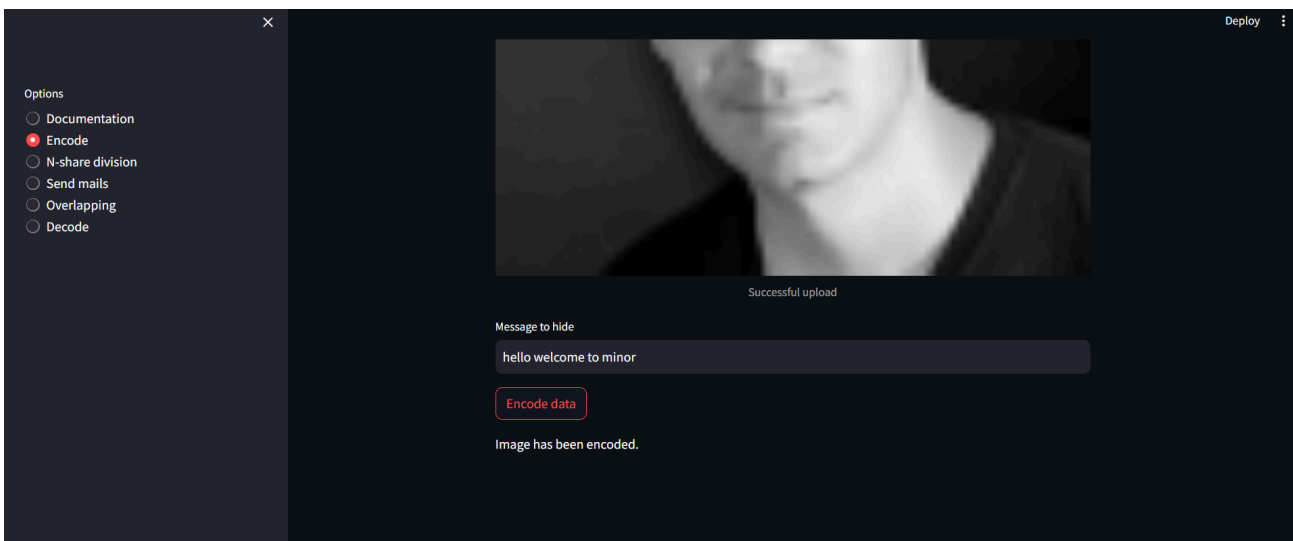 Deploy
Options
Documentation
Encode
N-share division
Send mails
Overlapping
Decode
Successful upload
Message to hide
hello welcome to minor
Encode data
Image has been encoded.